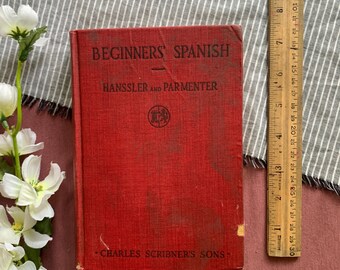 BEGINNERS' SPANISH
HANSSLER AND PARMENTER
· CHARLES SCRIBNER'S SONS ·